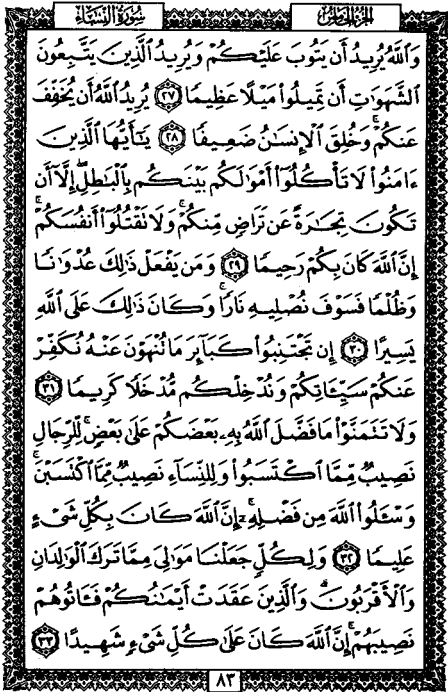 الجزء الخامس
سورة النساء
وَٱللَّهُ يُرِيدُ أَن يَتُوبَ عَلَيْكُمْ وَيُرِيدُ ٱلَّذِينَ يَتَّبِعُونَ
ٱلشَّهَوَٰتِ أَن تَمِيلُوا۟ مَيْلًا عَظِيمًا ٢٧ يُرِيدُ ٱللَّهُ أَن يُخَفِّفَ
عَنكُمْ ۚ وَخُلِقَ ٱلْإِنسَٰنُ ضَعِيفًا ٢٨ يَٰٓأَيُّهَا ٱلَّذِينَ
ءَامَنُوا۟ لَا تَأْكُلُوٓا۟ أَمْوَٰلَكُم بَيْنَكُم بِٱلْبَٰطِلِ إِلَّآ أَن
تَكُونَ تِجَٰرَةً عَن تَرَاضٍ مِّنكُمْ ۚ وَلَا تَقْتُلُوٓا۟ أَنفُسَكُمْ ۚ
إِنَّ ٱللَّهَ كَانَ بِكُمْ رَحِيمًا ٢٩ وَمَن يَفْعَلْ ذَٰلِكَ عُدْوَٰنًا
وَظُلْمًا فَسَوْفَ نُصْلِيهِ نَارًا ۚ وَكَانَ ذَٰلِكَ عَلَى ٱللَّهِ
يَسِيرًا ٣٠ إِن تَجْتَنِبُوا۟ كَبَآئِرَ مَا تُنْهَوْنَ عَنْهُ نُكَفِّرْ
عَنكُمْ سَيِّـَٔاتِكُمْ وَنُدْخِلْكُم مُّدْخَلًا كَرِيمًا ٣١
وَلَا تَتَمَنَّوْا۟ مَا فَضَّلَ ٱللَّهُ بِهِۦ بَعْضَكُمْ عَلَىٰ بَعْضٍ ۚ لِّلرِّجَالِ
نَصِيبٌ مِّمَّا ٱكْتَسَبُوا۟ ۖ وَلِلنِّسَآءِ نَصِيبٌ مِّمَّا ٱكْتَسَبْنَ ۚ
وَسْـَٔلُوا۟ ٱللَّهَ مِن فَضْلِهِۦٓ ۗ إِنَّ ٱللَّهَ كَانَ بِكُلِّ شَىْءٍ
عَلِيمًا ٣٢ وَلِكُلٍّ جَعَلْنَا مَوَٰلِىَ مِمَّا تَرَكَ ٱلْوَٰلِدَانِ
وَٱلْأَقْرَبُونَ ۚ وَٱلَّذِينَ عَقَدَتْ أَيْمَٰنُكُمْ فَـَٔاتُوهُمْ
نَصِيبَهُمْ ۚ إِنَّ ٱللَّهَ كَانَ عَلَىٰ كُلِّ شَىْءٍ شَهِيدًا ٣٣
٨٣